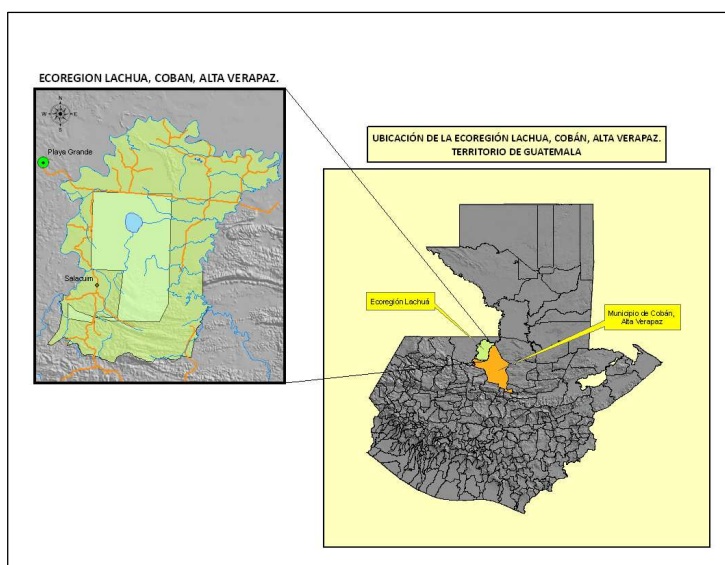 ECOREGION LACHUA, COBAN, ALTA VERAPAZ.
N
W E
S
Playa Grande
Salacuim
UBICACIÓN DE LA ECOREGIÓN LACHUA, COBÁN, ALTA VERAPAZ.
TERRITORIO DE GUATEMALA
Ecoregión Lachuá
Municipio de Cobán,
Alta Verapaz